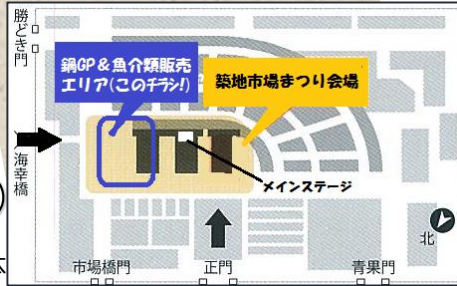 勝どき門
鍋GP＆魚介類販売
エリア(このチラシ!)
築地市場まつり会場
海幸橋
メインステージ
北
市場橋門
正門
青果門